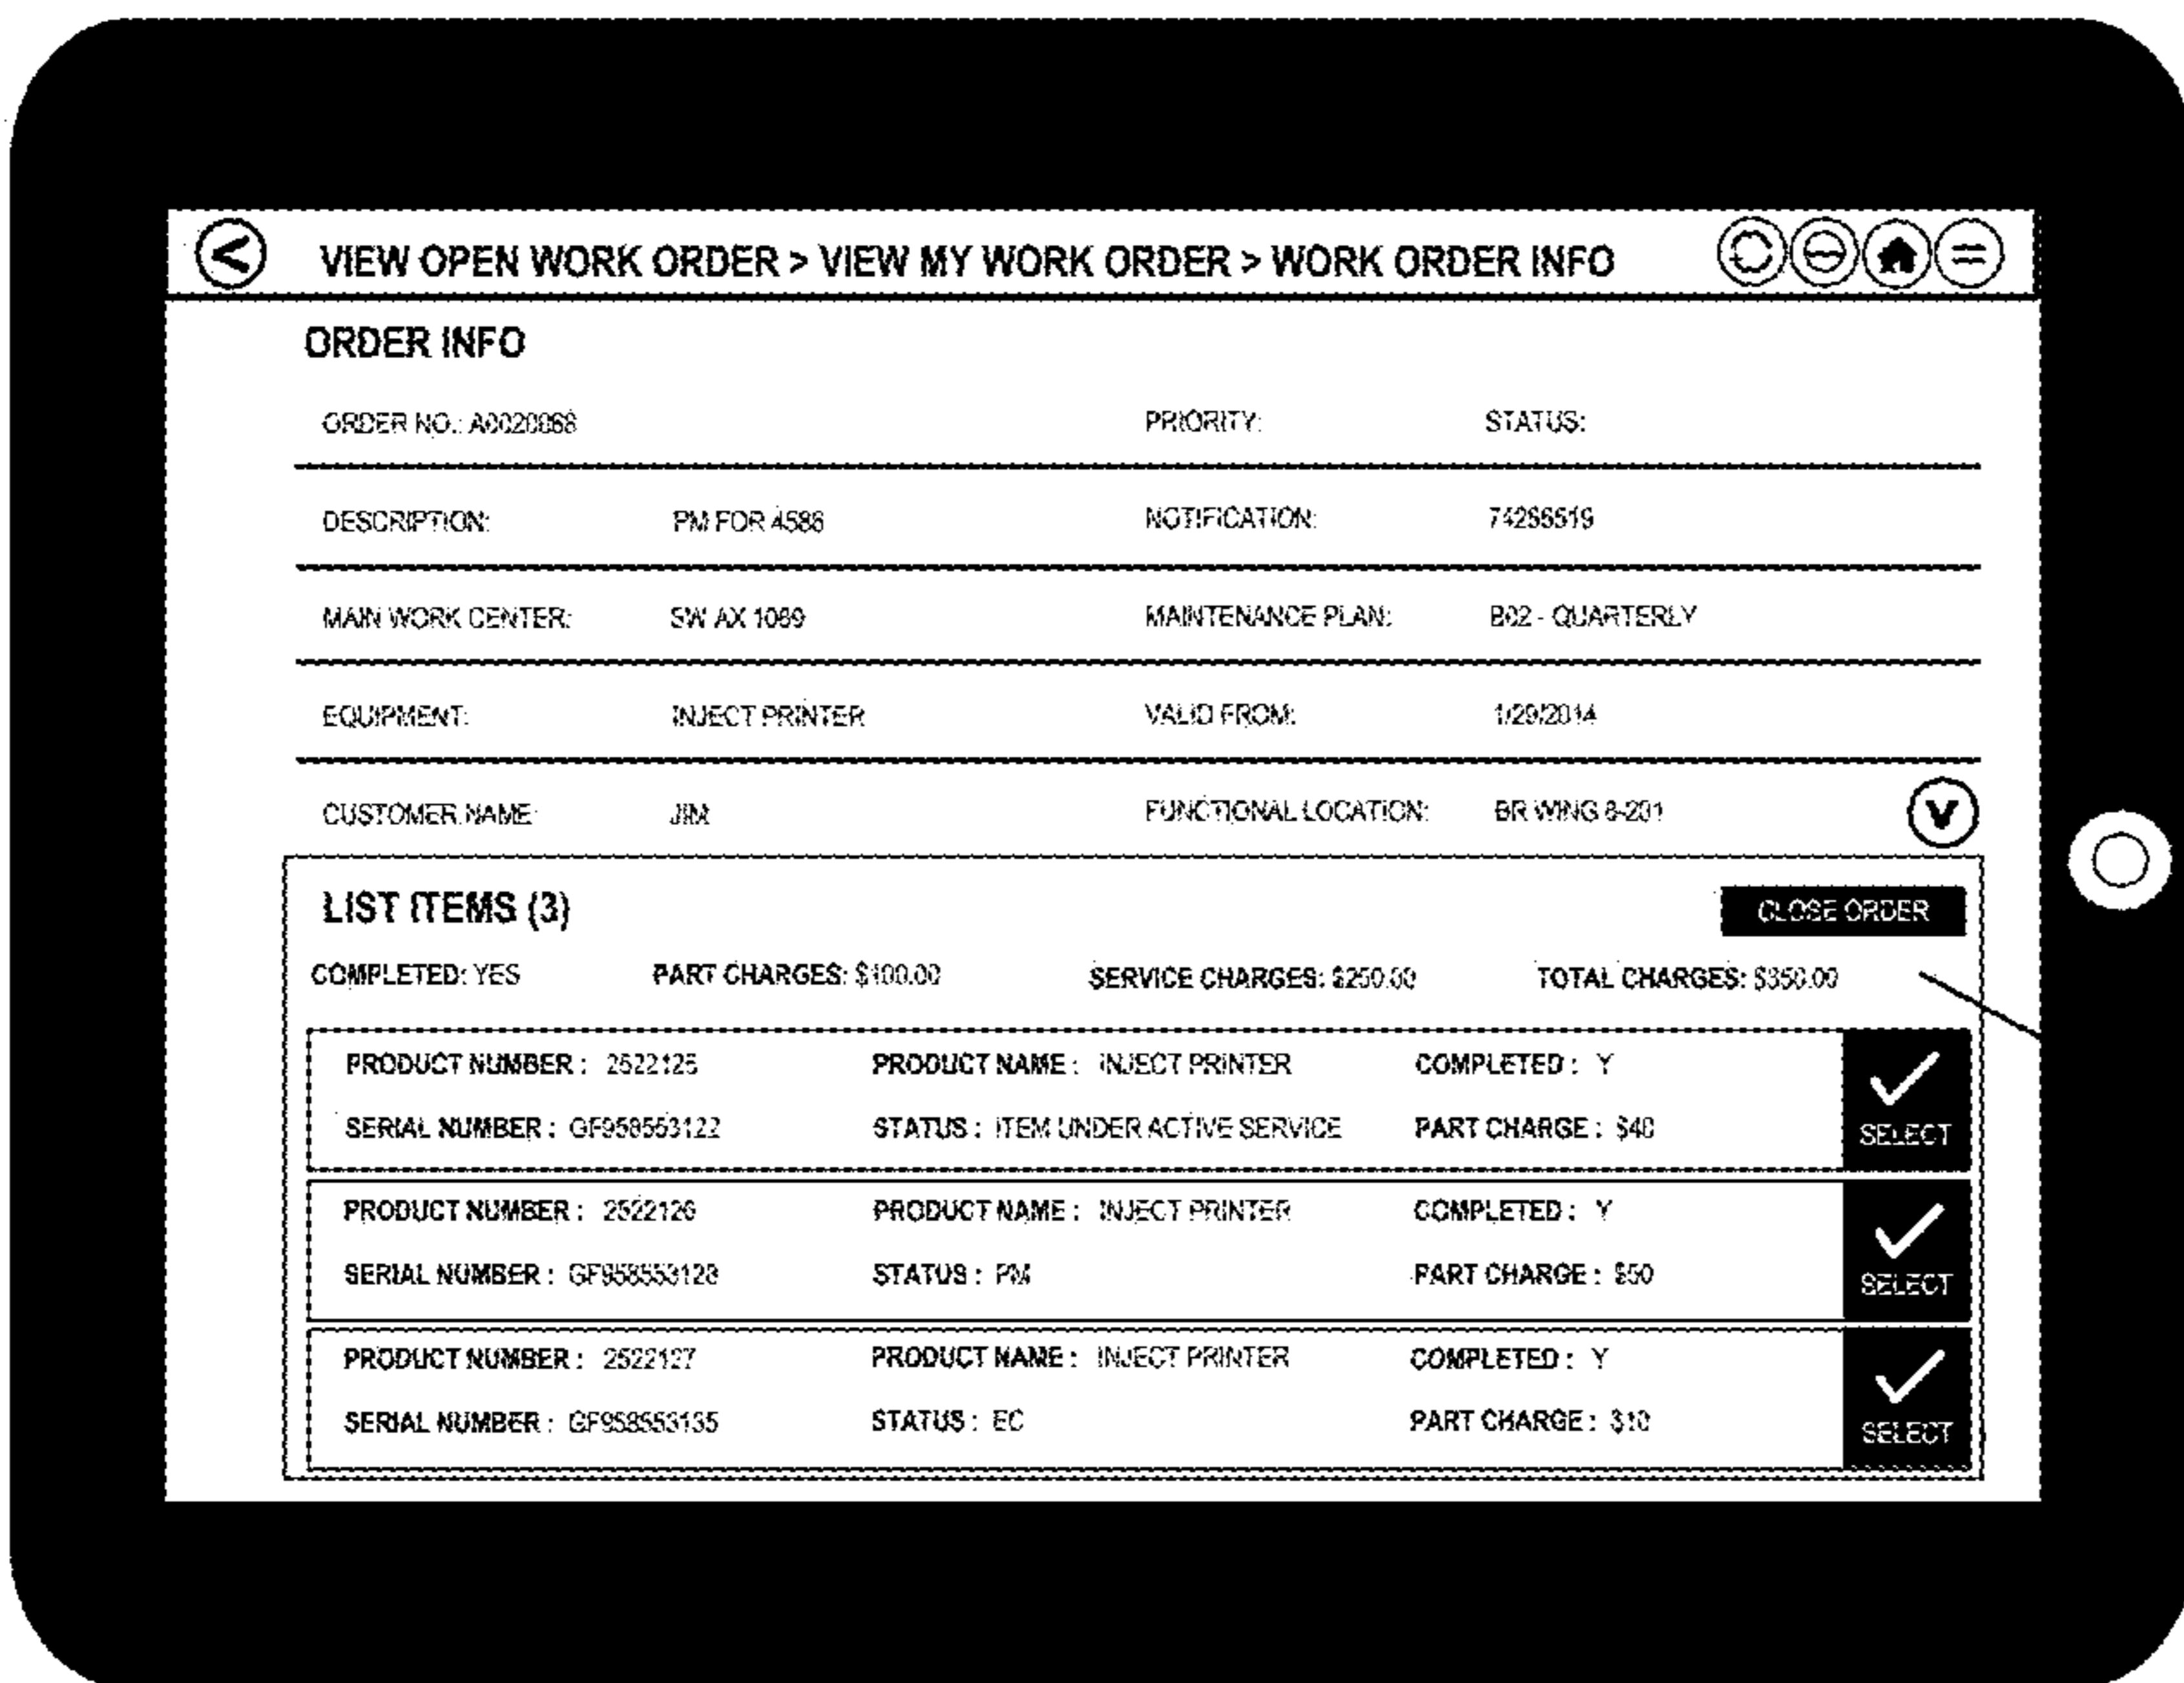 VIEW OPEN WORK ORDER > VIEW MY WORK ORDER > WORK ORDER INFO
ORDER INFO
ORDER NO.: A0020068 PRIORITY: STATUS:
DESCRIPTION: PM FOR 4586 NOTIFICATION: 74286519
MAIN WORK CENTER: SW AX 1089 MAINTENANCE PLAN: B02 - QUARTERLY
EQUIPMENT: INJECT PRINTER VALID FROM: 1/29/2014
CUSTOMER NAME: JIM FUNCTIONAL LOCATION: BR WING 8-201
LIST ITEMS (3) CLOSE ORDER
COMPLETED: YES PART CHARGES: $100.00 SERVICE CHARGES: $250.00 TOTAL CHARGES: $350.00
PRODUCT NUMBER : 2522125 PRODUCT NAME : INJECT PRINTER COMPLETED : Y
SERIAL NUMBER : GF958553122 STATUS : ITEM UNDER ACTIVE SERVICE PART CHARGE : $40 SELECT
PRODUCT NUMBER : 2522126 PRODUCT NAME : INJECT PRINTER COMPLETED : Y
SERIAL NUMBER : GF958553128 STATUS : PM PART CHARGE : $50 SELECT
PRODUCT NUMBER : 2522127 PRODUCT NAME : INJECT PRINTER COMPLETED : Y
SERIAL NUMBER : GF958553135 STATUS : EC PART CHARGE : $10 SELECT